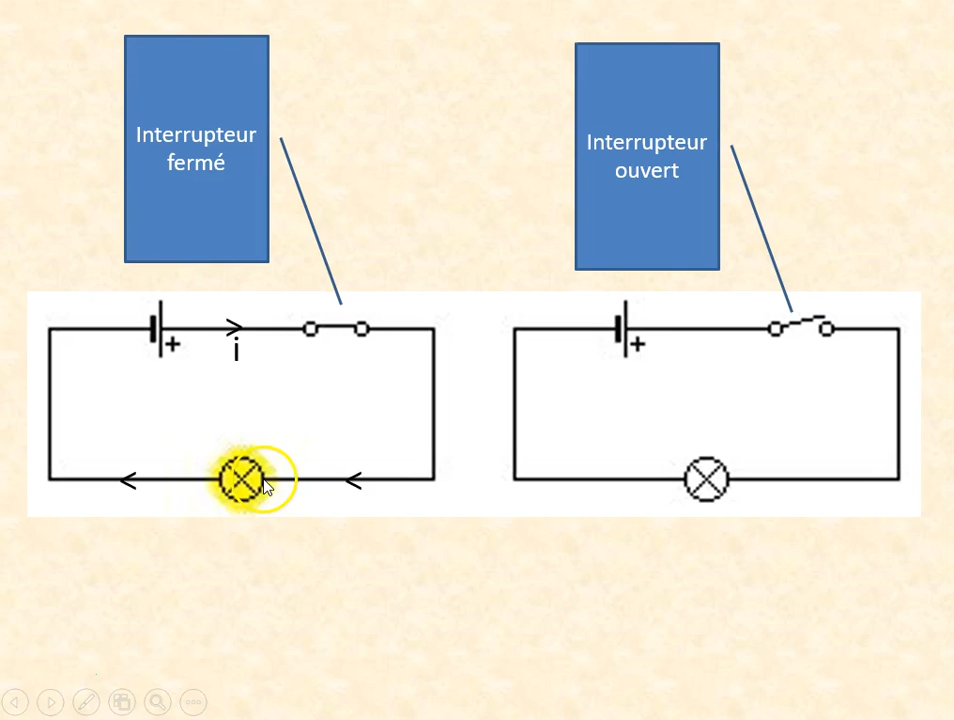 Interrupteur
fermé
Interrupteur
ouvert
+
i
+